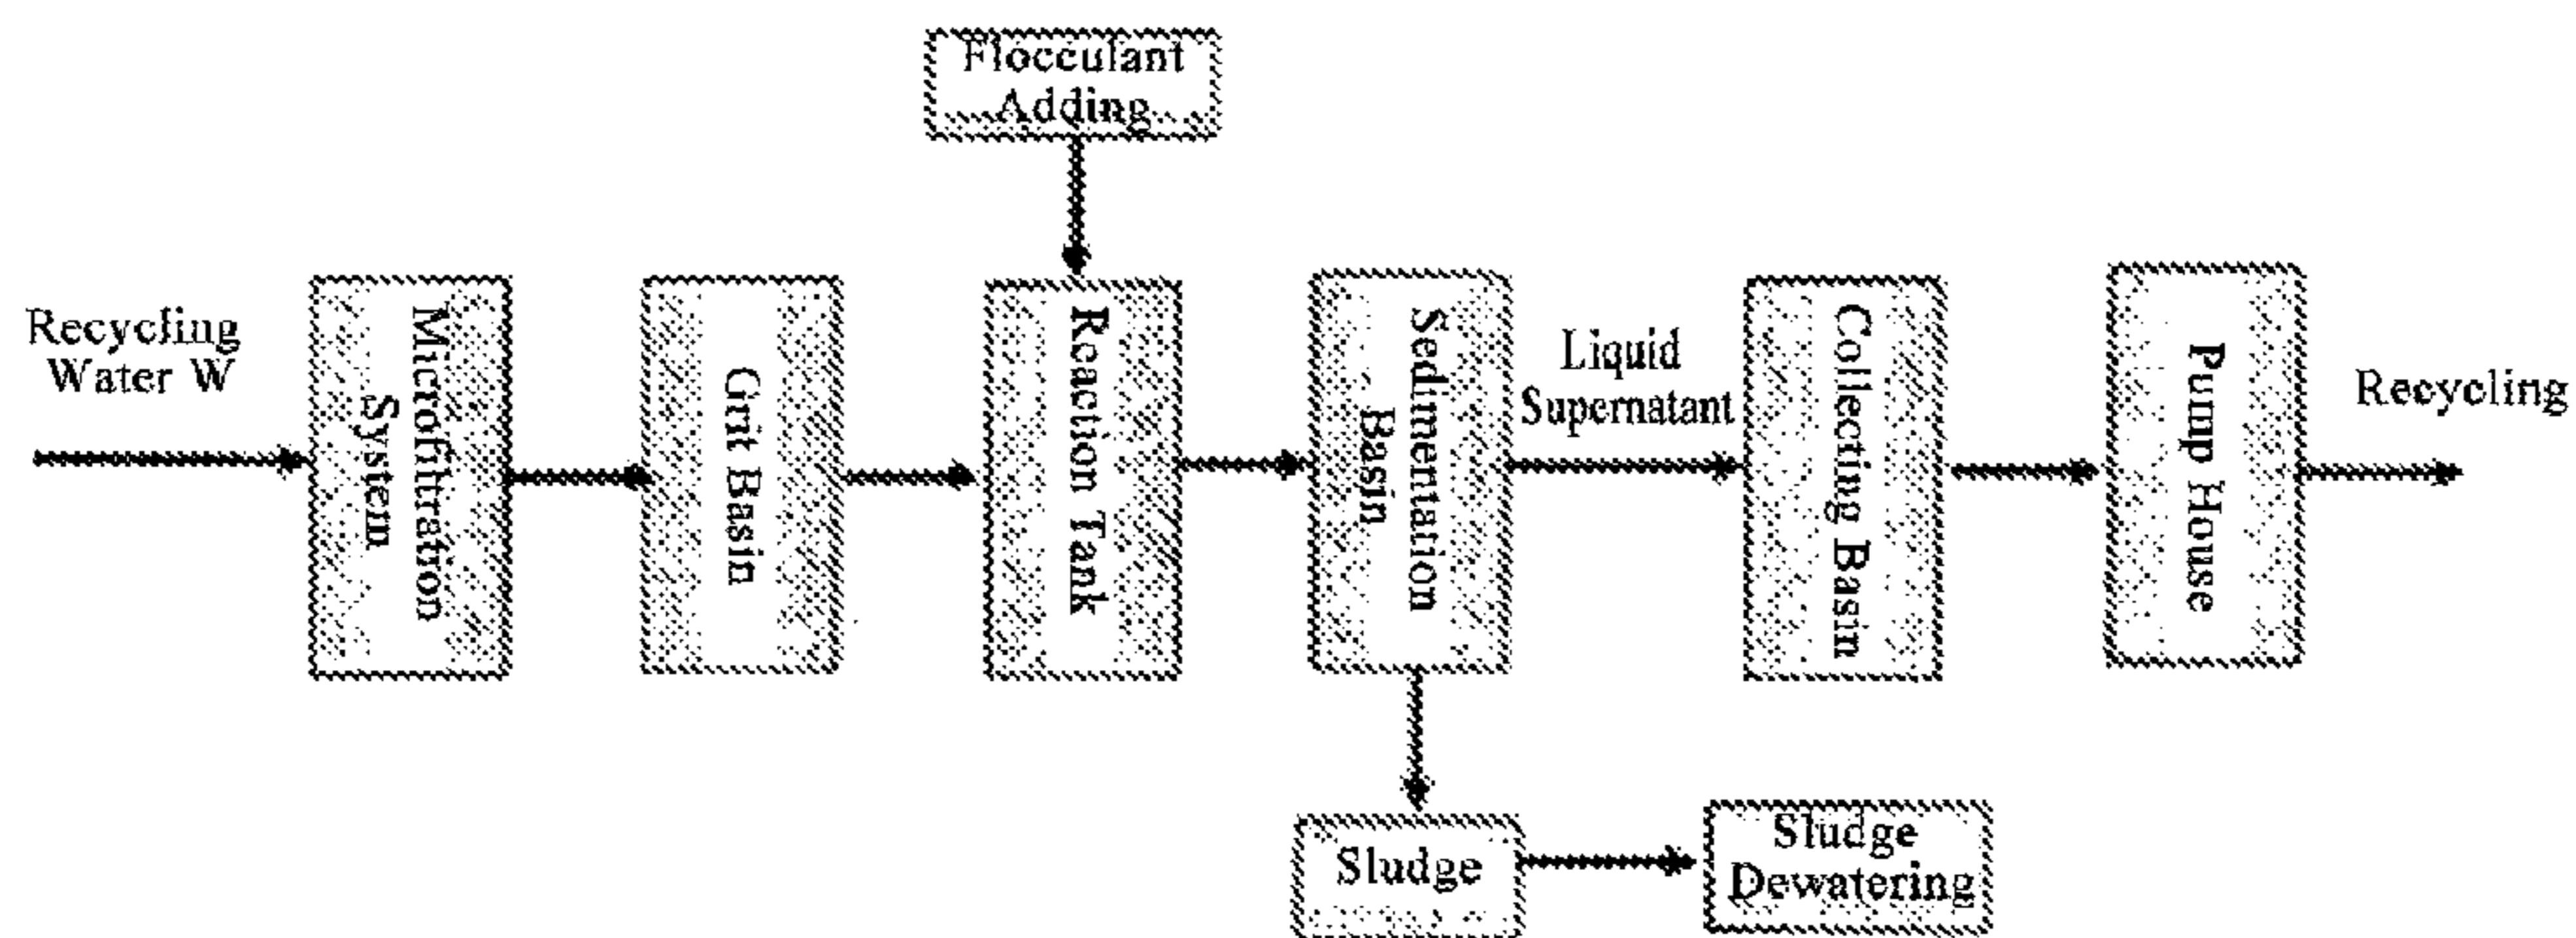 Flocculant
Adding
Recycling
Water W
Microfiltration
System
Grit Basin
Reaction Tank
Sedimentation
Basin
Liquid
Supernatant
Collecting Basin
Pump House
Recycling
Sludge
Sludge
Dewatering